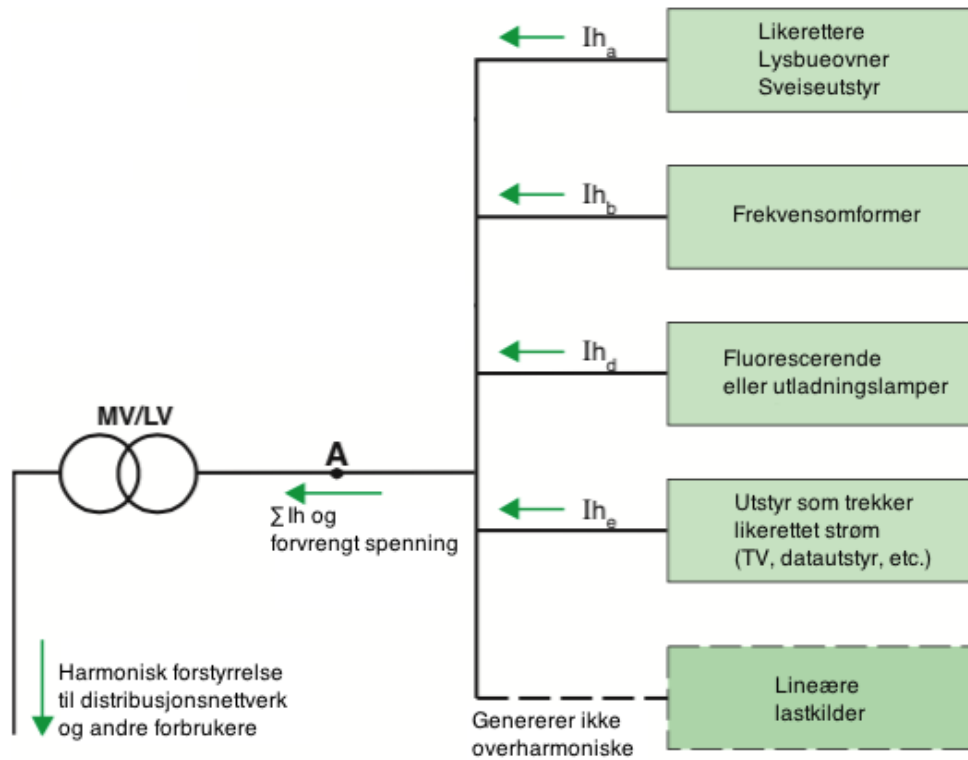 Ih_a
Likerettere
Lysbueovner
Sveiseutstyr
Ih_b
Frekvensomformer
Ih_d
Fluorescerende
eller utladningslamper
MV/LV
A
∑Ih og
forvrengt spenning
Ih_e
Utstyr som trekker
likerettet strøm
(TV, datautstyr, etc.)
Harmonisk forstyrrelse
til distribusjonsnettverk
og andre forbrukere
Genererer ikke
overharmoniske
Lineære
lastkilder